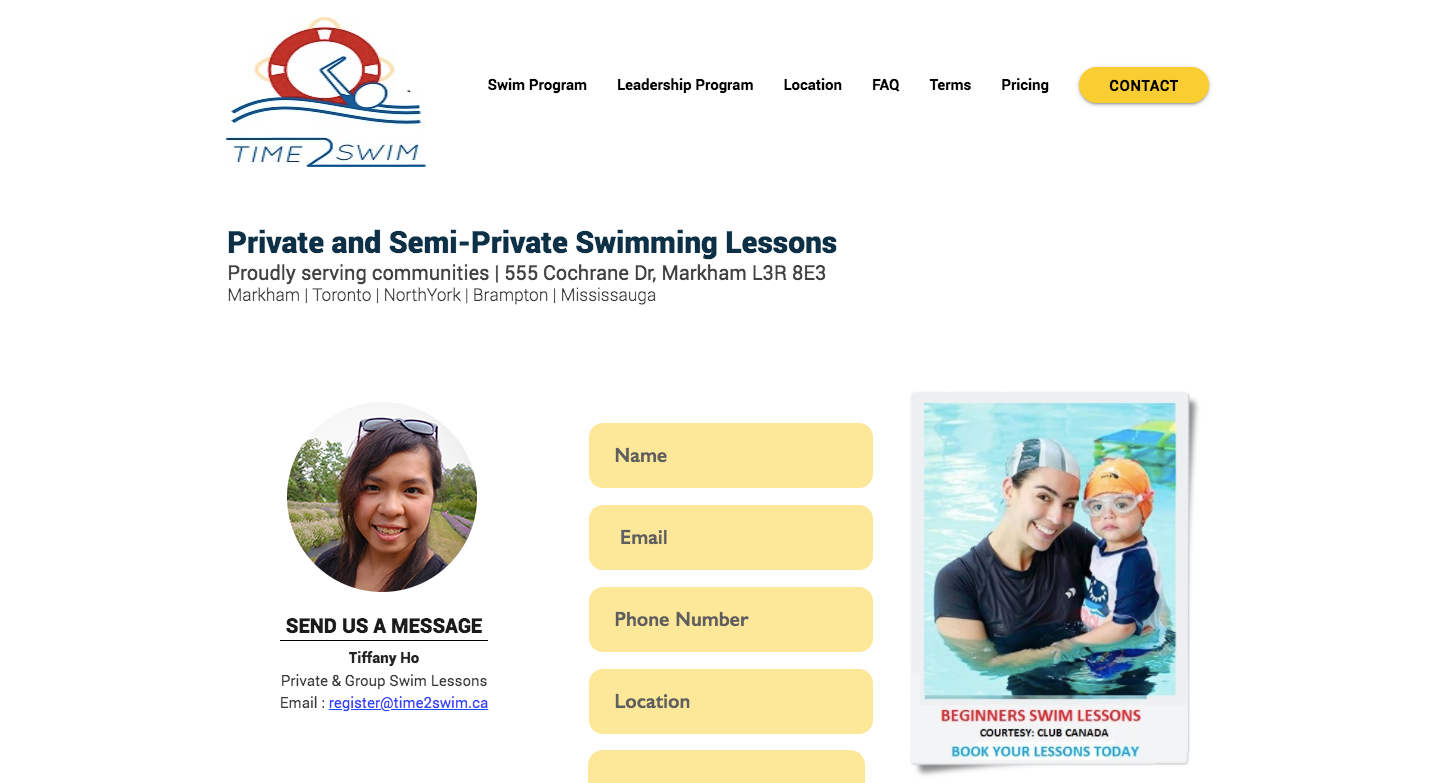 TIME 2 SWIM
Swim Program
Leadership Program
Location
FAQ
Terms
Pricing
CONTACT
Private and Semi-Private Swimming Lessons
Proudly serving communities | 555 Cochrane Dr, Markham L3R 8E3
Markham | Toronto | NorthYork | Brampton | Mississauga
SEND US A MESSAGE
Tiffany Ho
Private & Group Swim Lessons
Email : register@time2swim.ca
Name
Email
Phone Number
Location
BEGINNERS SWIM LESSONS
COURTESY: CLUB CANADA
BOOK YOUR LESSONS TODAY